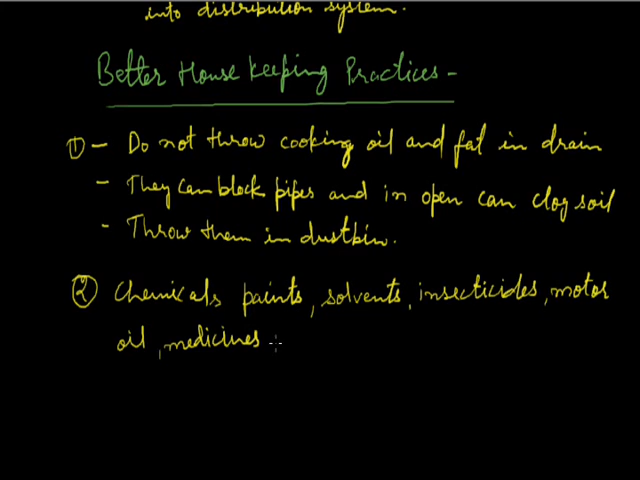 into distribution system.
Better House Keeping Practices -
① - Do not throw cooking oil and fat in drain
- They can block pipes and in open can clog soil
- Throw them in dustbin.
② Chemicals paints, solvents, insecticides, motor
oil, medicines